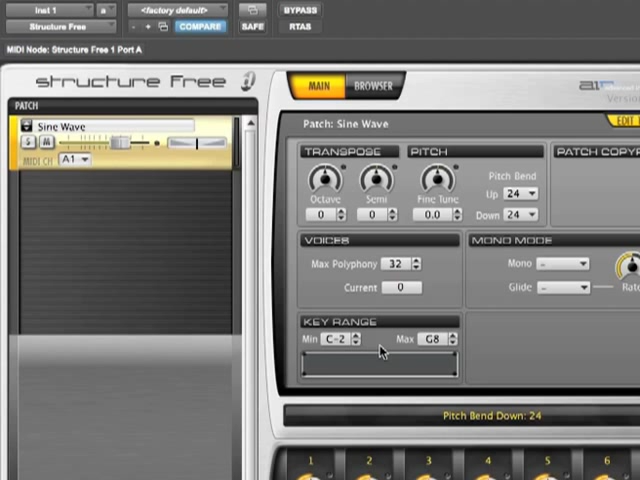 Inst 1 a <factory default> BYPASS
Structure Free - + COMPARE SAFE RTAS
MIDI Node: Structure Free 1 Port A
structure Free MAIN BROWSER air
Version
PATCH
Patch: Sine Wave EDIT
Sine Wave
S M
MIDI CH A1
TRANSPOSE PITCH PATCH COPYR
Octave Semi Fine Tune Pitch Bend
Up 24
0 0 0.0 Down 24
VOICES MONO MODE
Max Polyphony 32 Mono -
Current 0 Glide - Rate
KEY RANGE
Min C-2 Max G8
Pitch Bend Down: 24
1 2 3 4 5 6